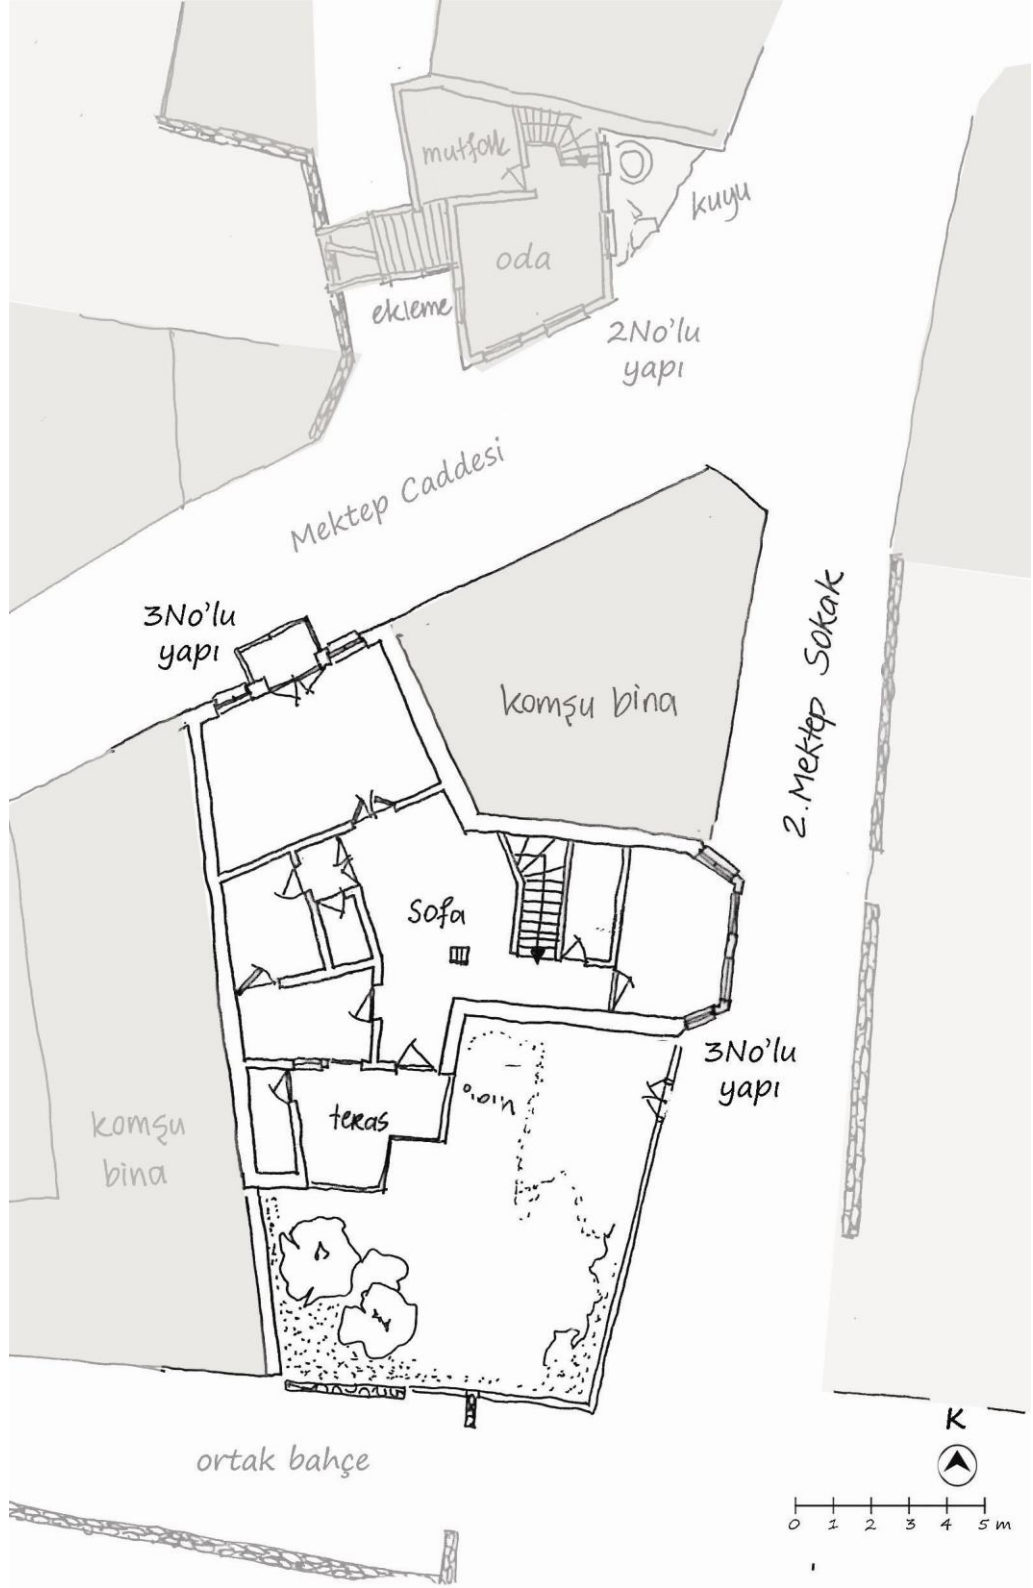 mutfak
kuyu
oda
ekleme
2No'lu
yapı
Mektep Caddesi
3No'lu
yapı
2.Mektep Sokak
komşu bina
Sofa
3No'lu
yapı
teras
komşu
bina
K
ortak bahçe
0 1 2 3 4 5 m